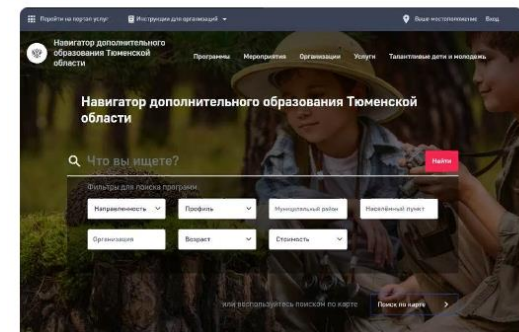 Перейти на портал услуг
Инструкции для организаций
Ваше местоположение
Вход
Навигатор дополнительного
образования Тюменской
области
Программы
Мероприятия
Организации
Услуги
Талантливые дети и молодежь
Навигатор дополнительного образования Тюменской
области
Что вы ищете?
Найти
Фильтры для поиска программ
Направленность
Профиль
Муниципальный район
Населённый пункт
Организация
Возраст
Стоимость
или воспользуйтесь поиском по карте
Поиск по карте